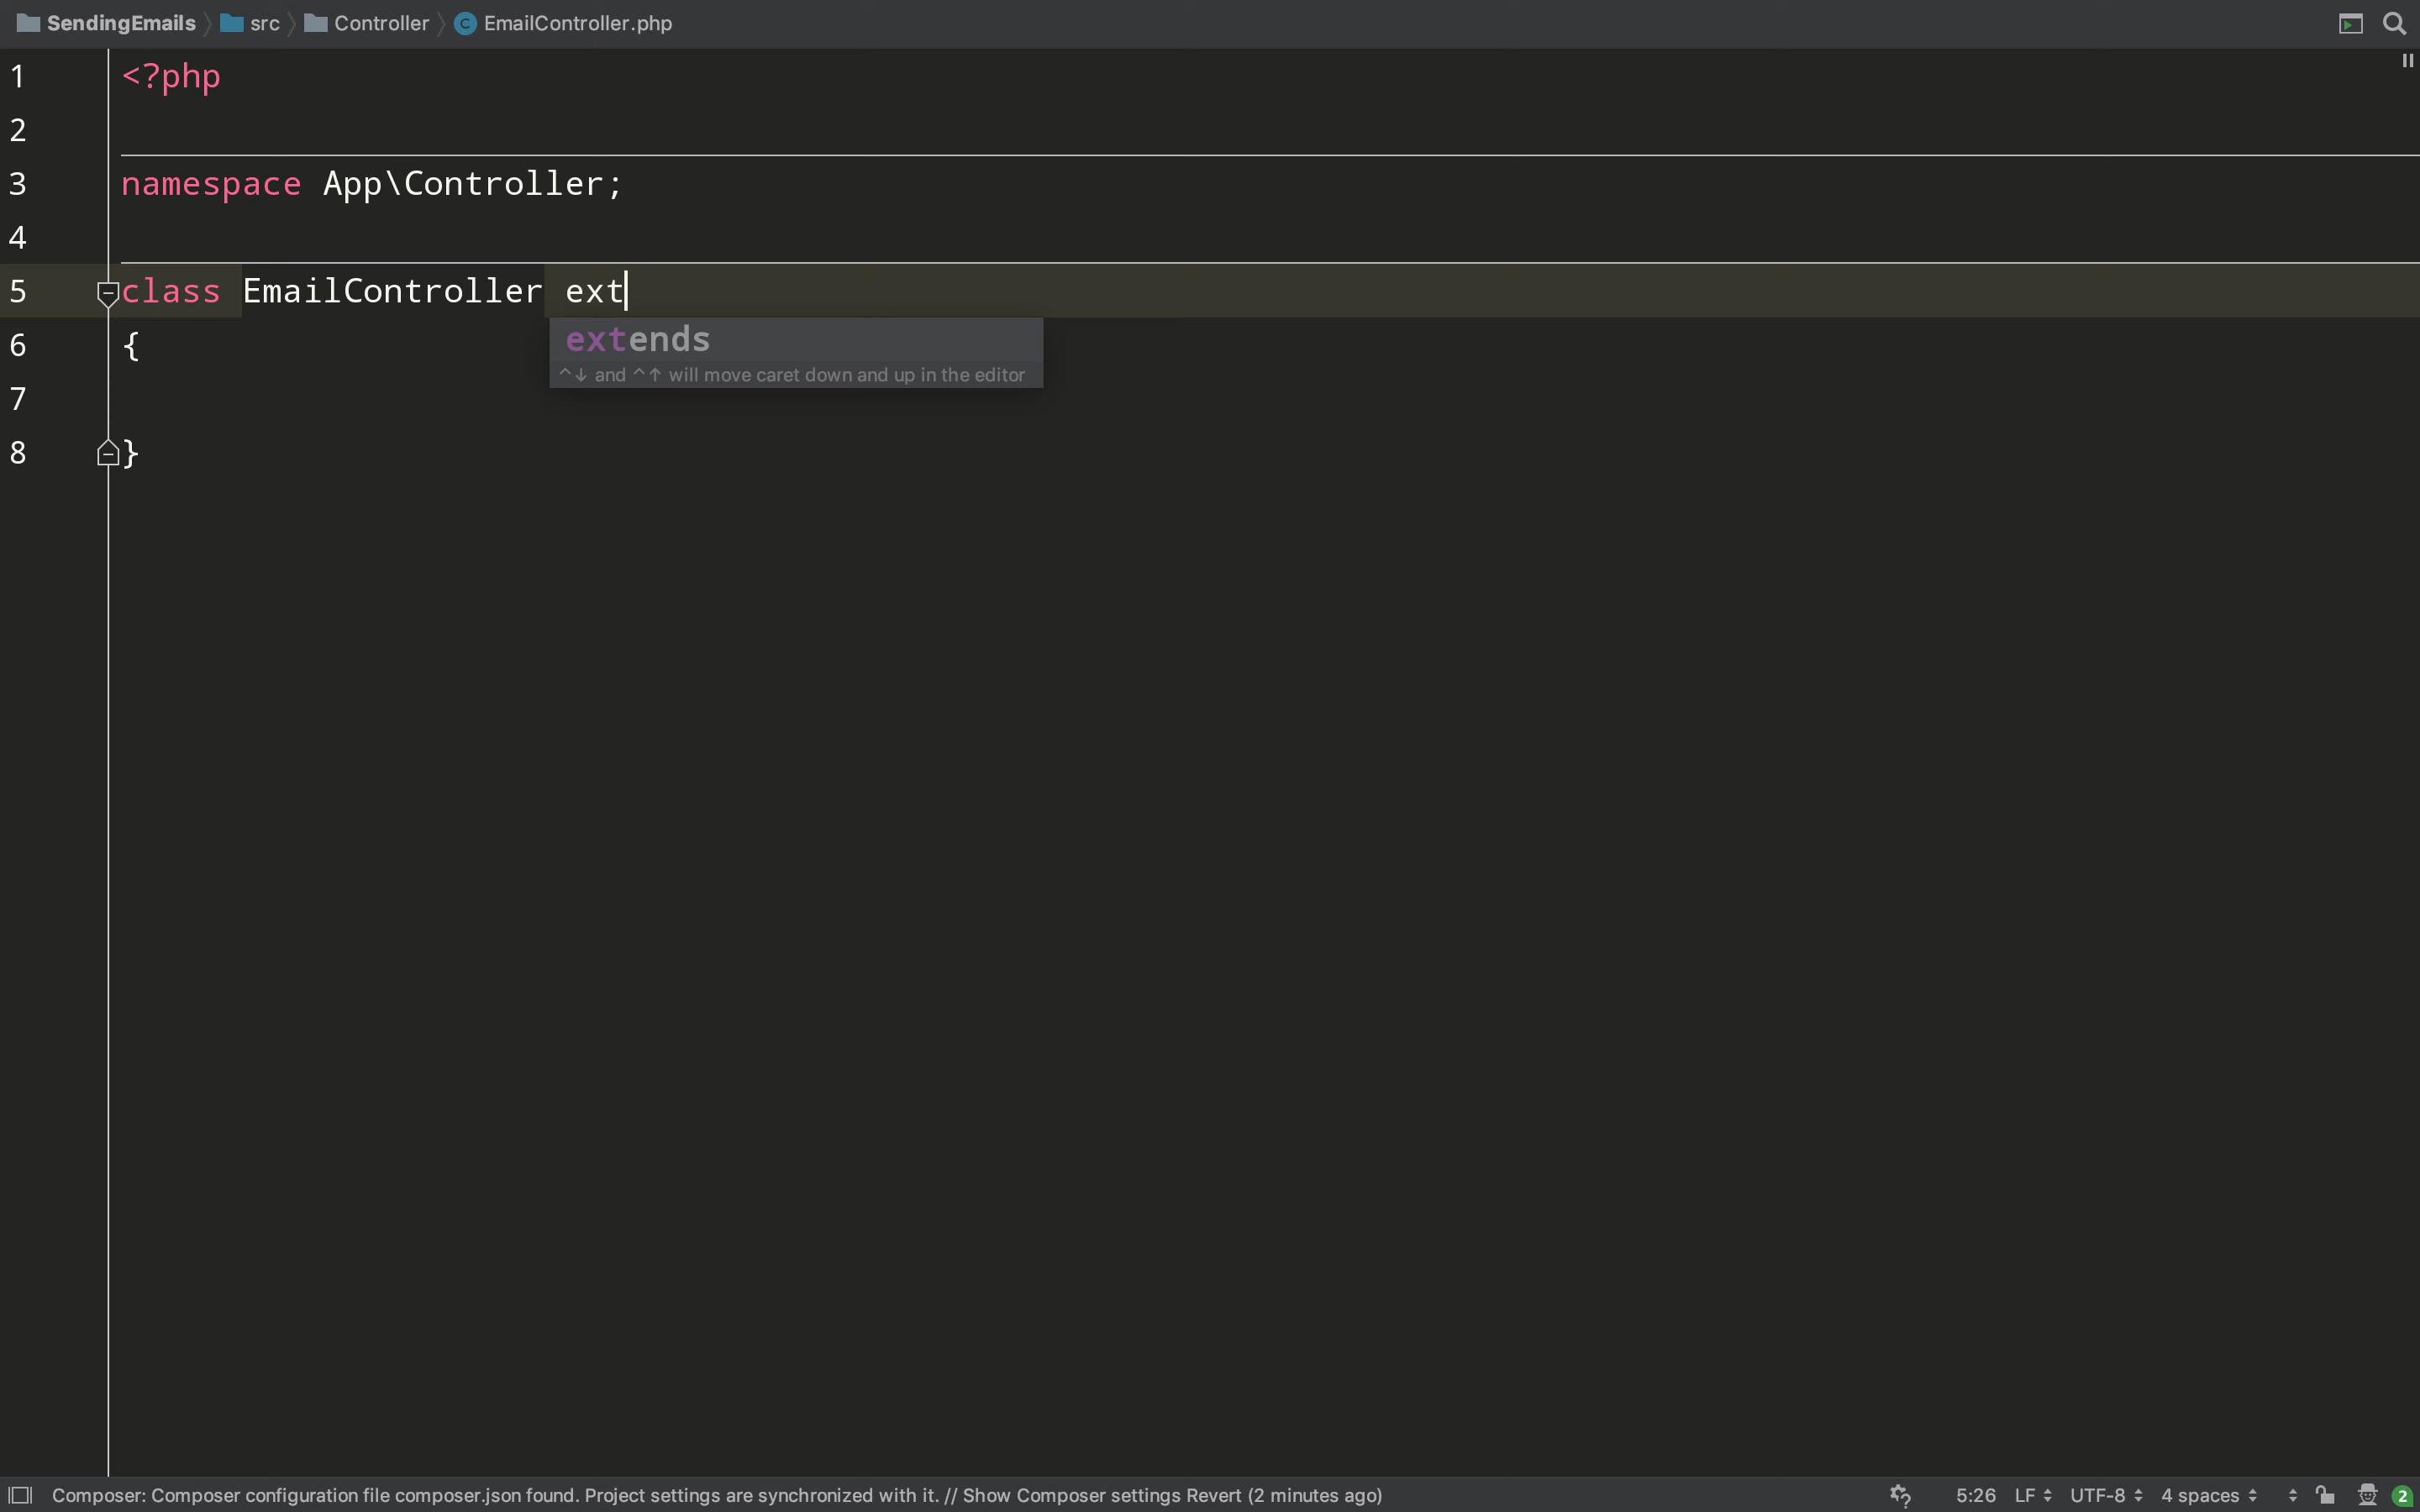 SendingEmails src Controller EmailController.php
1 <?php
2
3 namespace App\Controller;
4
5 class EmailController ext
extends
6 {
^↓ and ^↑ will move caret down and up in the editor
7
8 }
Composer: Composer configuration file composer.json found. Project settings are synchronized with it. // Show Composer settings Revert (2 minutes ago) 5:26 LF UTF-8 4 spaces 2